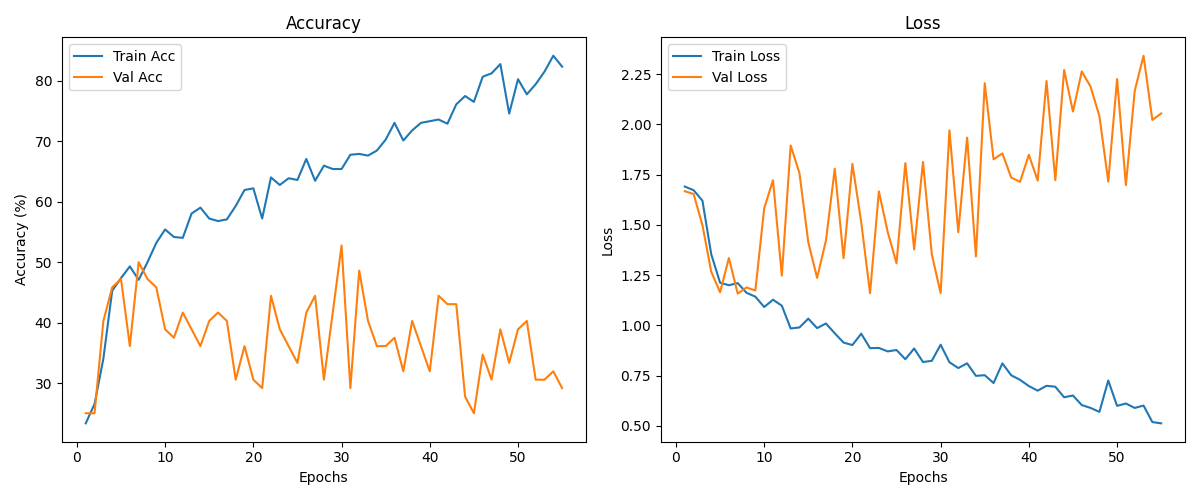 Accuracy
Train Acc
Val Acc
Accuracy (%)
80
70
60
50
40
30
0 10 20 30 40 50
Epochs
Loss
Train Loss
Val Loss
Loss
2.25
2.00
1.75
1.50
1.25
1.00
0.75
0.50
0 10 20 30 40 50
Epochs